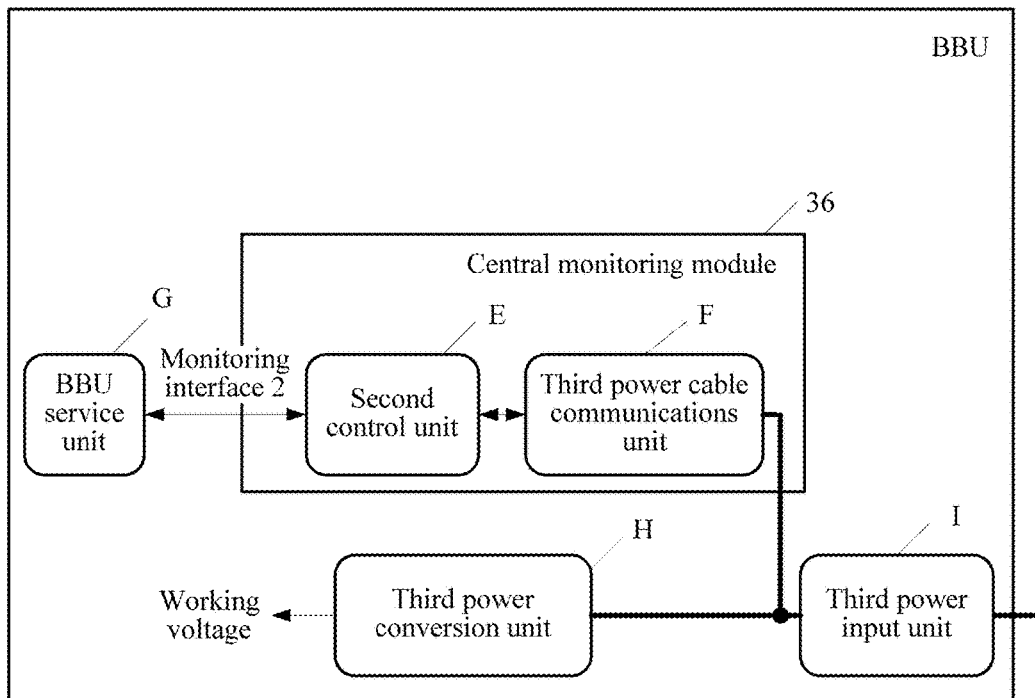 BBU
36
Central monitoring module
G
E
F
Monitoring
interface 2
BBU
service
unit
Second
control unit
Third power cable
communications
unit
H
I
Working
voltage
Third power
conversion unit
Third power
input unit